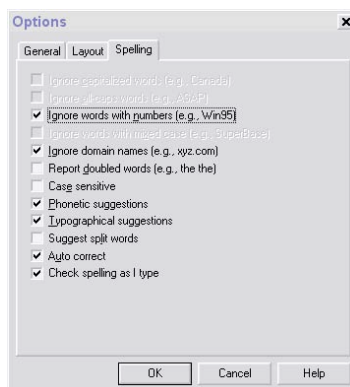 Options
General Layout Spelling
Ignore capitalized words (e.g., Canada)
Ignore all-caps words (e.g., ASAP)
Ignore words with numbers (e.g., Win95)
Ignore words with mixed case (e.g., SuperBase)
Ignore domain names (e.g., xyz.com)
Report doubled words (e.g., the the)
Case sensitive
Phonetic suggestions
Typographical suggestions
Suggest split words
Auto correct
Check spelling as I type
OK Cancel Help